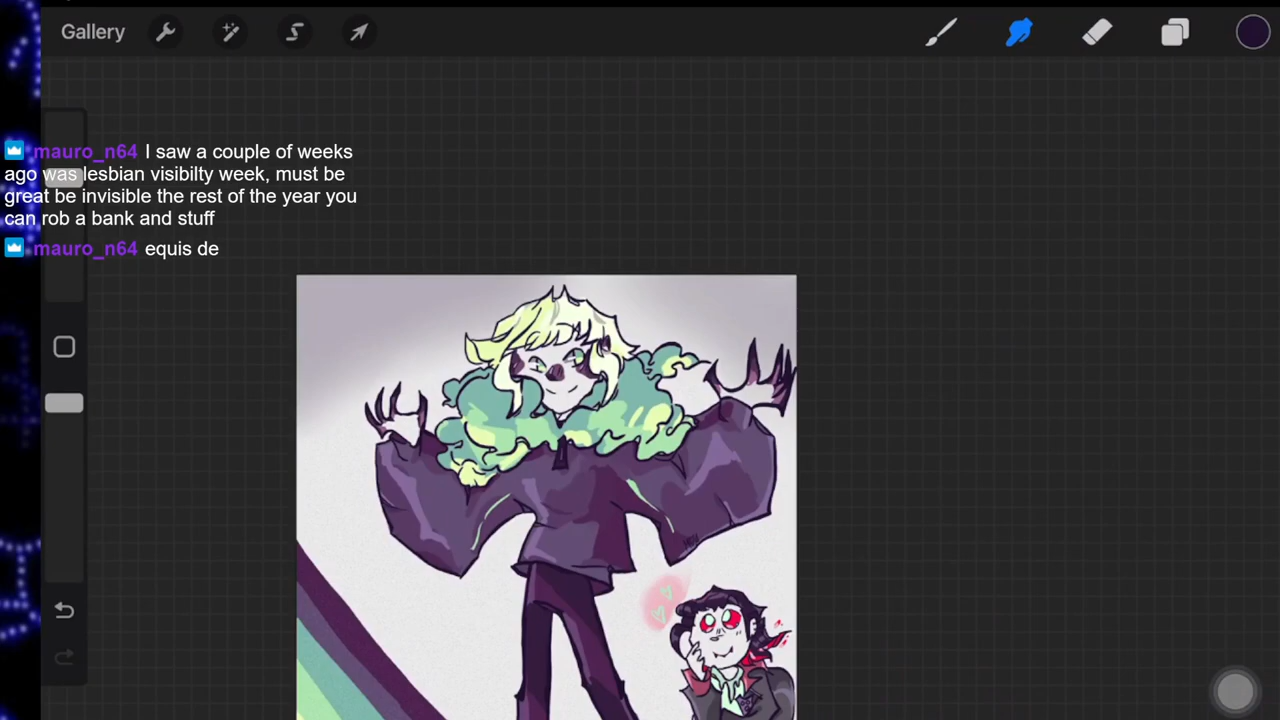 Gallery
mauro_n64 I saw a couple of weeks
ago was lesbian visibilty week, must be
great be invisible the rest of the year you
can rob a bank and stuff
mauro_n64 equis de